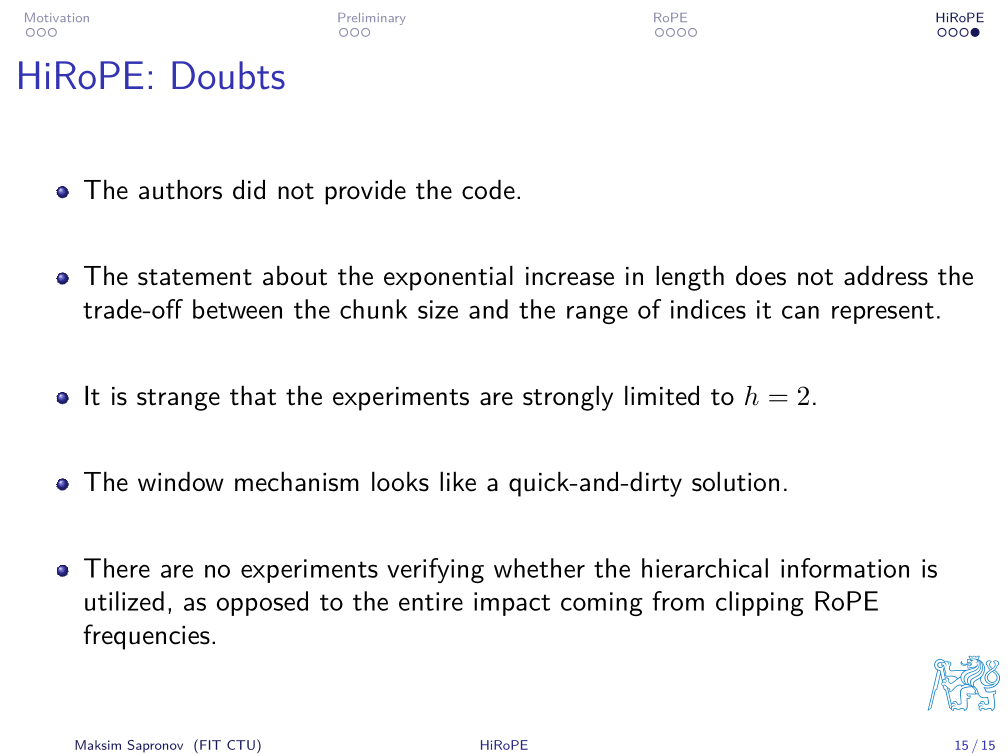 Motivation Preliminary RoPE HiRoPE
HiRoPE: Doubts
The authors did not provide the code.
The statement about the exponential increase in length does not address the
trade-off between the chunk size and the range of indices it can represent.
It is strange that the experiments are strongly limited to h = 2.
The window mechanism looks like a quick-and-dirty solution.
There are no experiments verifying whether the hierarchical information is
utilized, as opposed to the entire impact coming from clipping RoPE
frequencies.
Maksim Sapronov (FIT CTU) HiRoPE 15 / 15